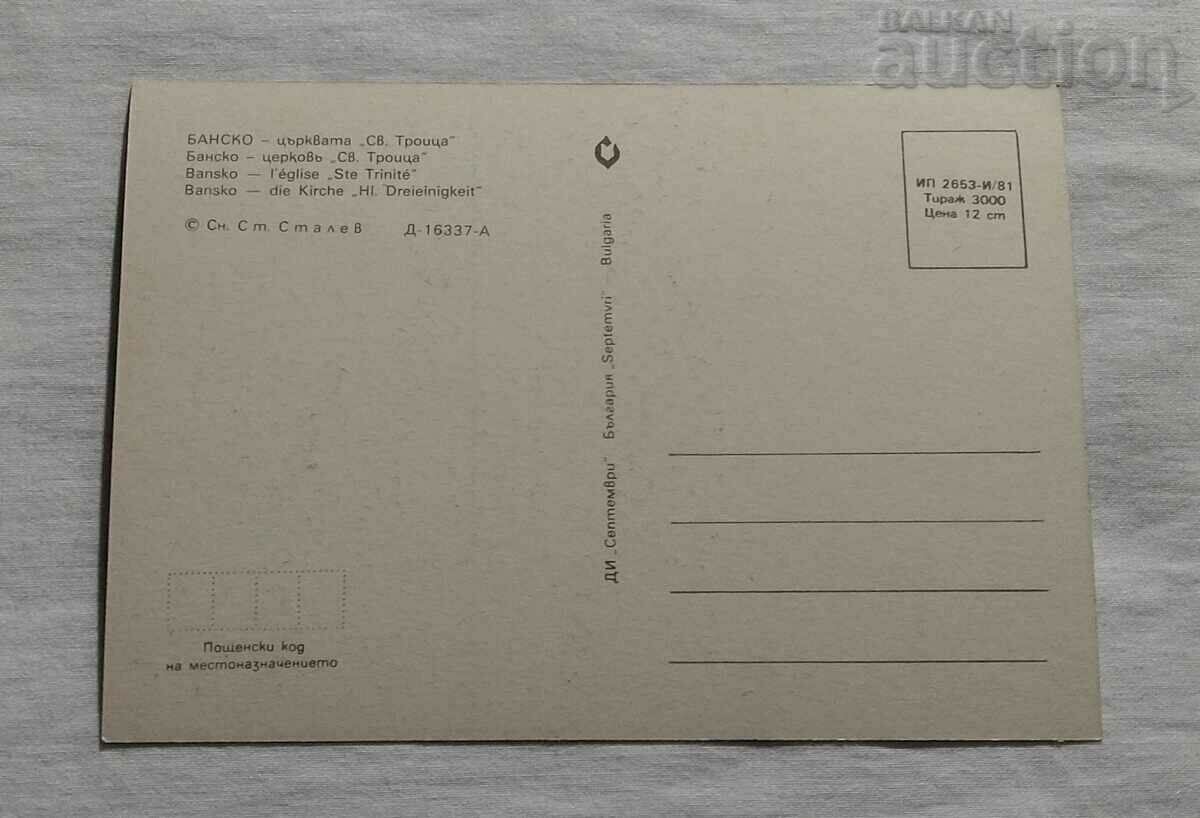 BALKAN
auction
БАНСКО – църквата „СВ. Троица"
Банско – церковь „СВ. Троица"
Bansko — l'église „Ste Trinité"
Bansko — die Kirche „Hl. Dreieinigkeit"
© Сн. Ст. Сталев Д-16337-А
ДИ „Септември" България „Septemvri" — Bulgaria
ИП 2653-И/81
Тираж 3000
Цена 12 ст
Пощенски код
на местоназначението